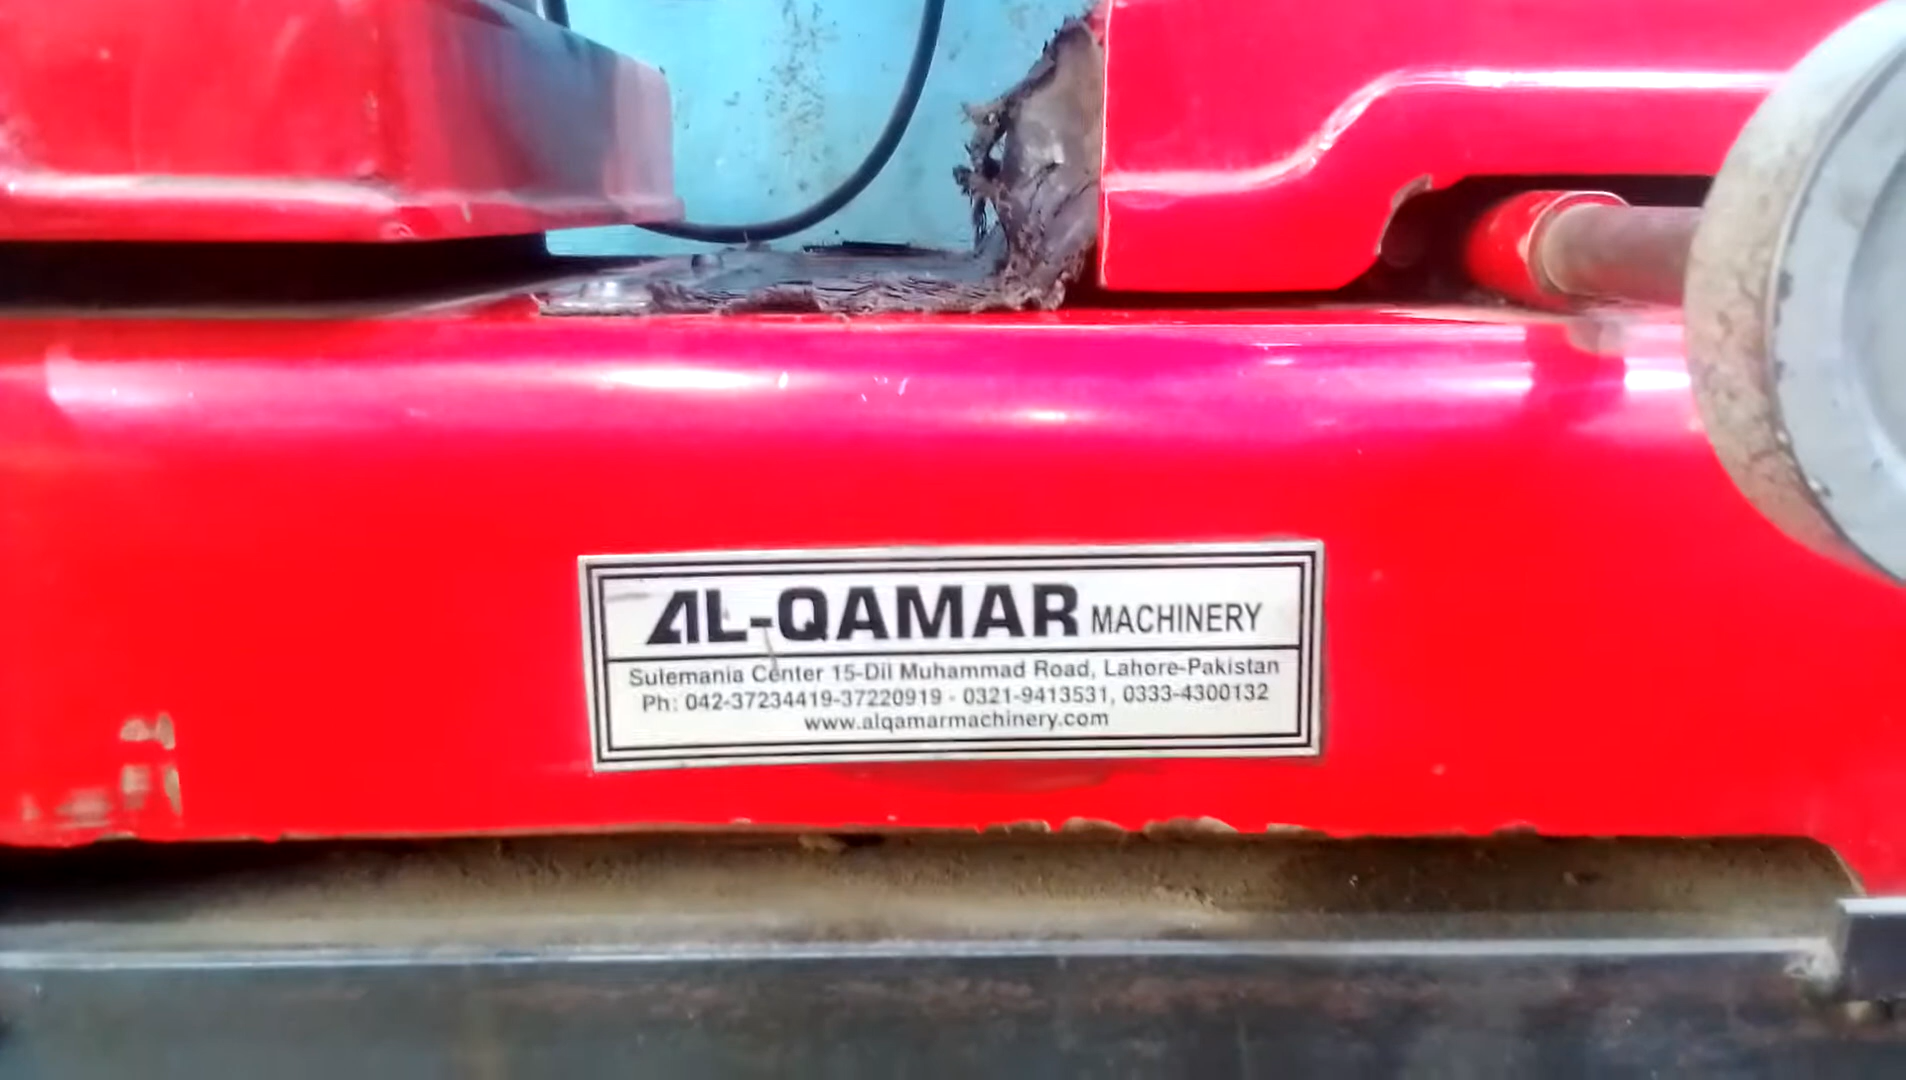 AL-QAMAR MACHINERY
Sulemania Center 15-Dil Muhammad Road, Lahore-Pakistan
Ph: 042-37234419-37220919 - 0321-9413531, 0333-4300132
www.alqamarmachinery.com